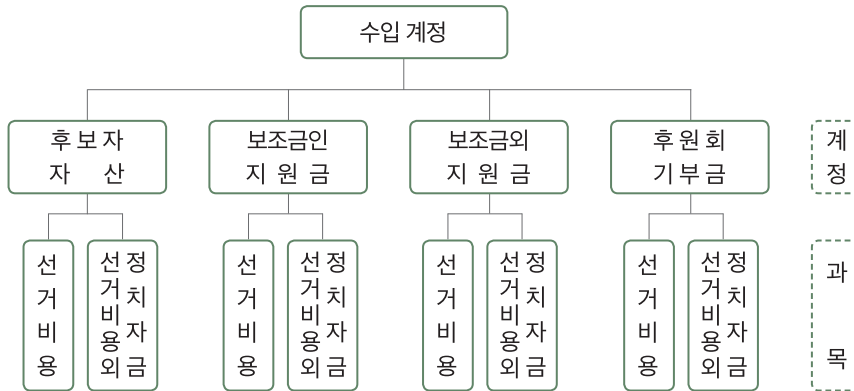 수입 계정
후보자
자 산
보조금인
지원금
보조금외
지원금
후원회
기부금
계
정
선거비용
선거비용외
정치자금
선거비용
선거비용외
정치자금
선거비용
선거비용외
정치자금
선거비용
선거비용외
정치자금
과
목